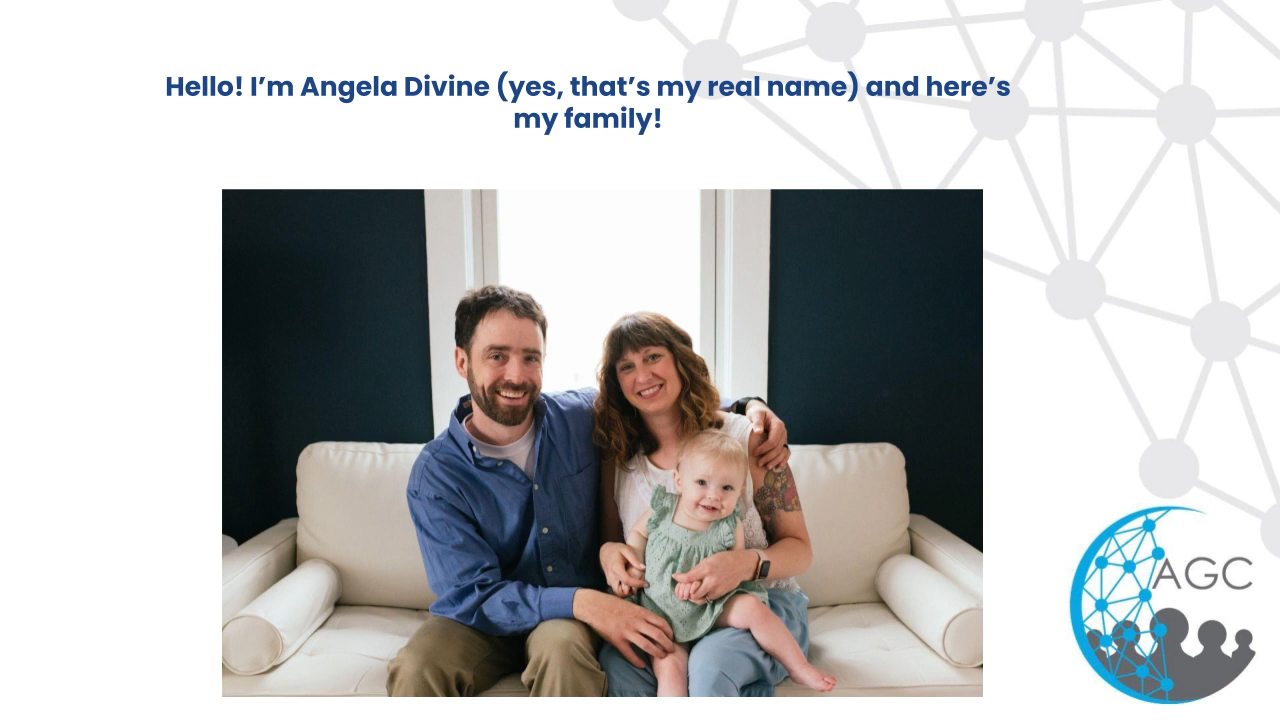 Hello! I’m Angela Divine (yes, that’s my real name) and here’s
my family!
AGC